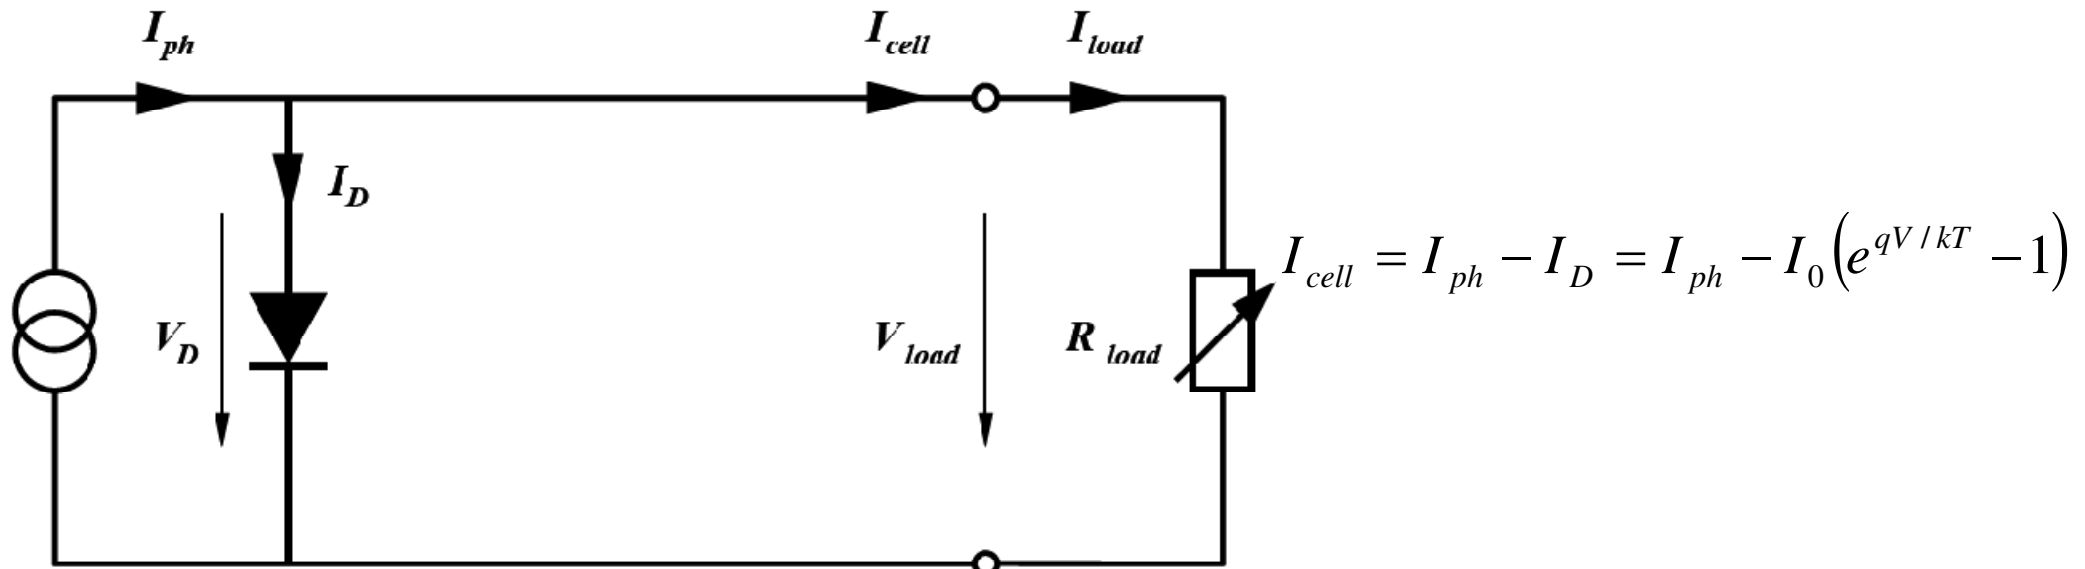 I_ph
I_cell
I_load
I_D
V_D
V_load
R_load
I_cell = I_ph − I_D = I_ph − I_0 (e^{qV / kT} − 1)